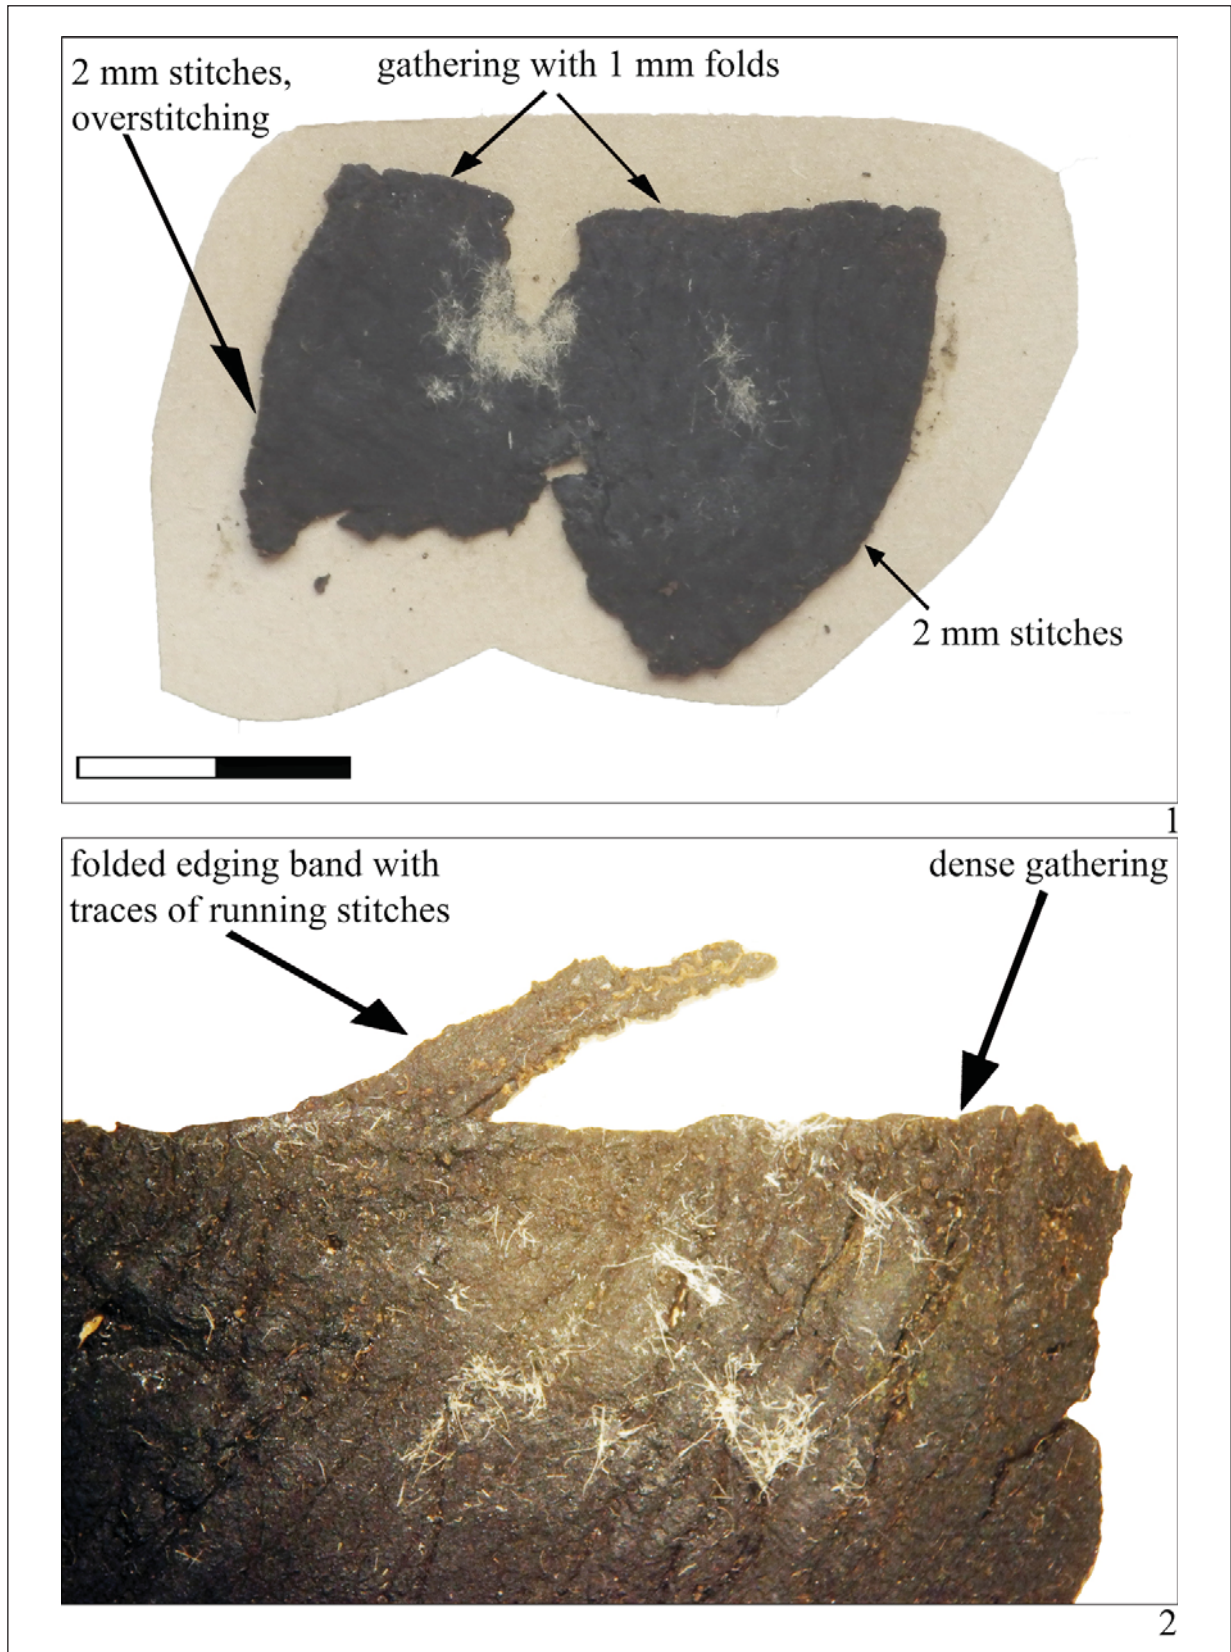 2 mm stitches,
overstitching
gathering with 1 mm folds
2 mm stitches
1
folded edging band with
traces of running stitches
dense gathering
2